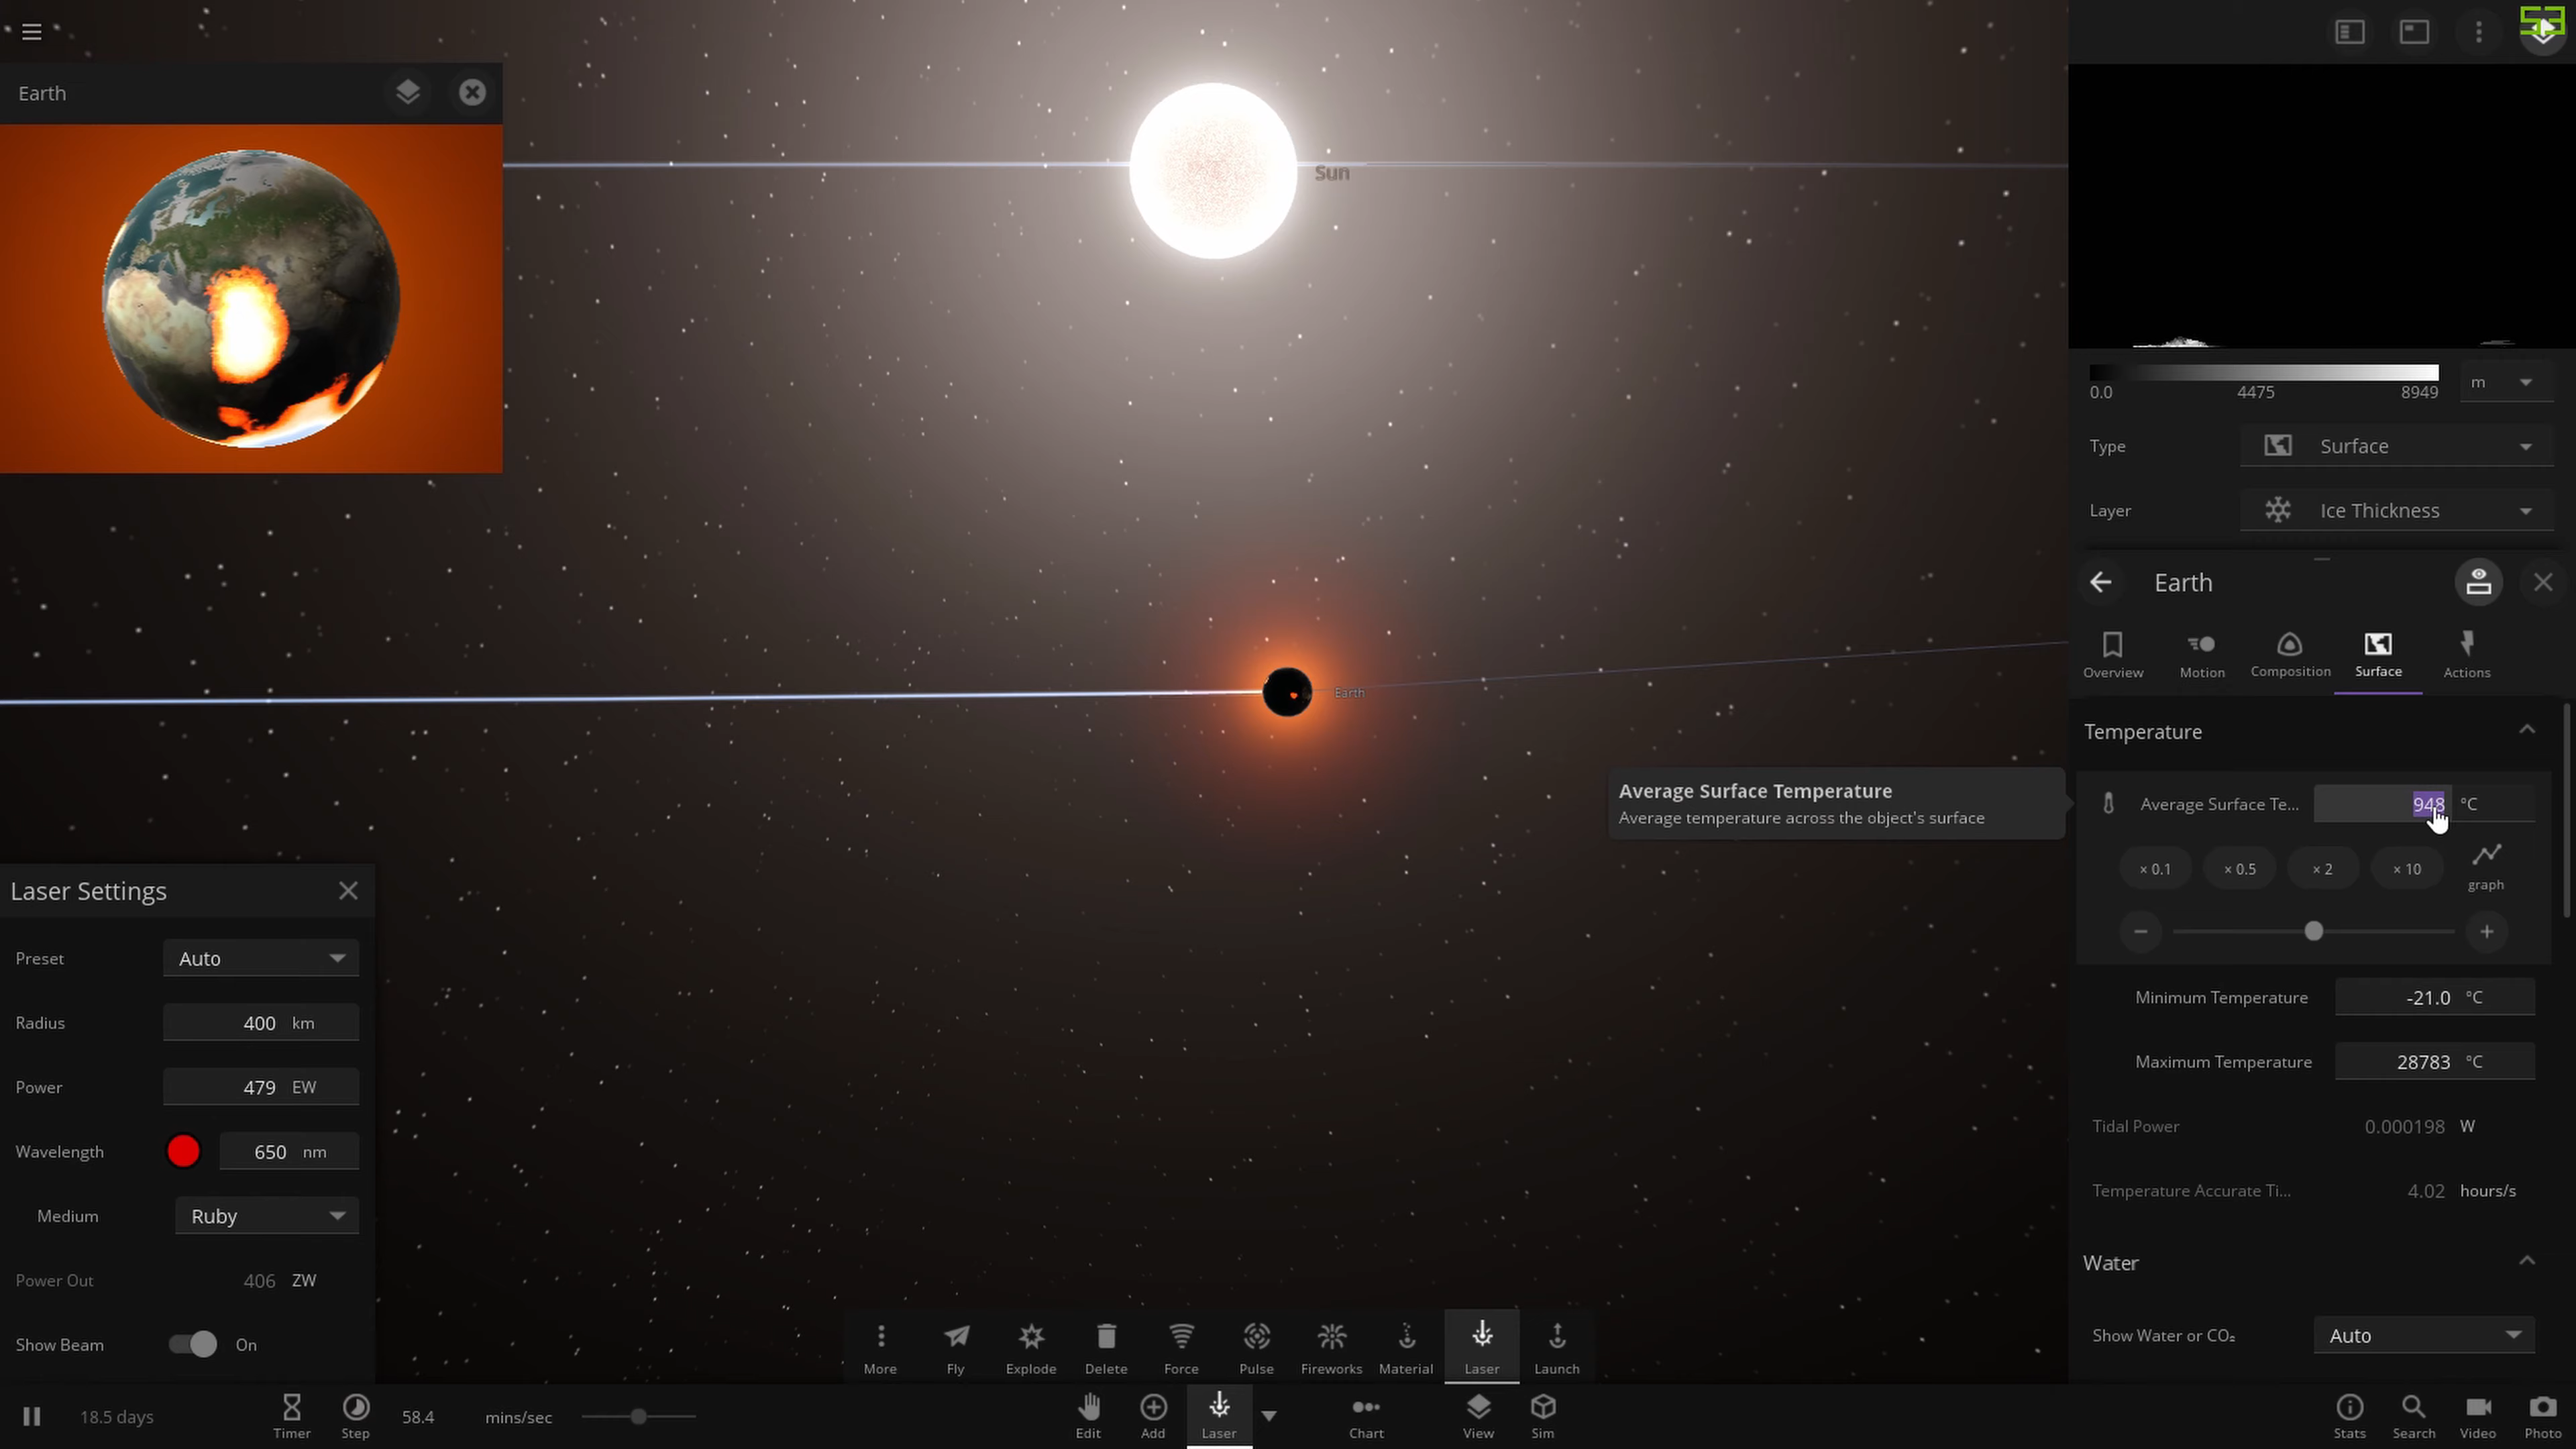 53
Earth
Sun
0.0 4475 8949 m
Type Surface
Layer Ice Thickness
Earth
Overview Motion Composition Surface Actions
Earth
Temperature
Average Surface Temperature
Average temperature across the object's surface
Average Surface Te... 948 °C
× 0.1 × 0.5 × 2 × 10 graph
Minimum Temperature -21.0 °C
Maximum Temperature 28783 °C
Tidal Power 0.000198 W
Temperature Accurate Ti... 4.02 hours/s
Water
Show Water or CO₂ Auto
Laser Settings
Preset Auto
Radius 400 km
Power 479 EW
Wavelength 650 nm
Medium Ruby
Power Out 406 ZW
Show Beam On
More Fly Explode Delete Force Pulse Fireworks Material Laser Launch
18.5 days Timer Step 58.4 mins/sec
Edit Add Laser Chart View Sim
Stats Search Video Photo